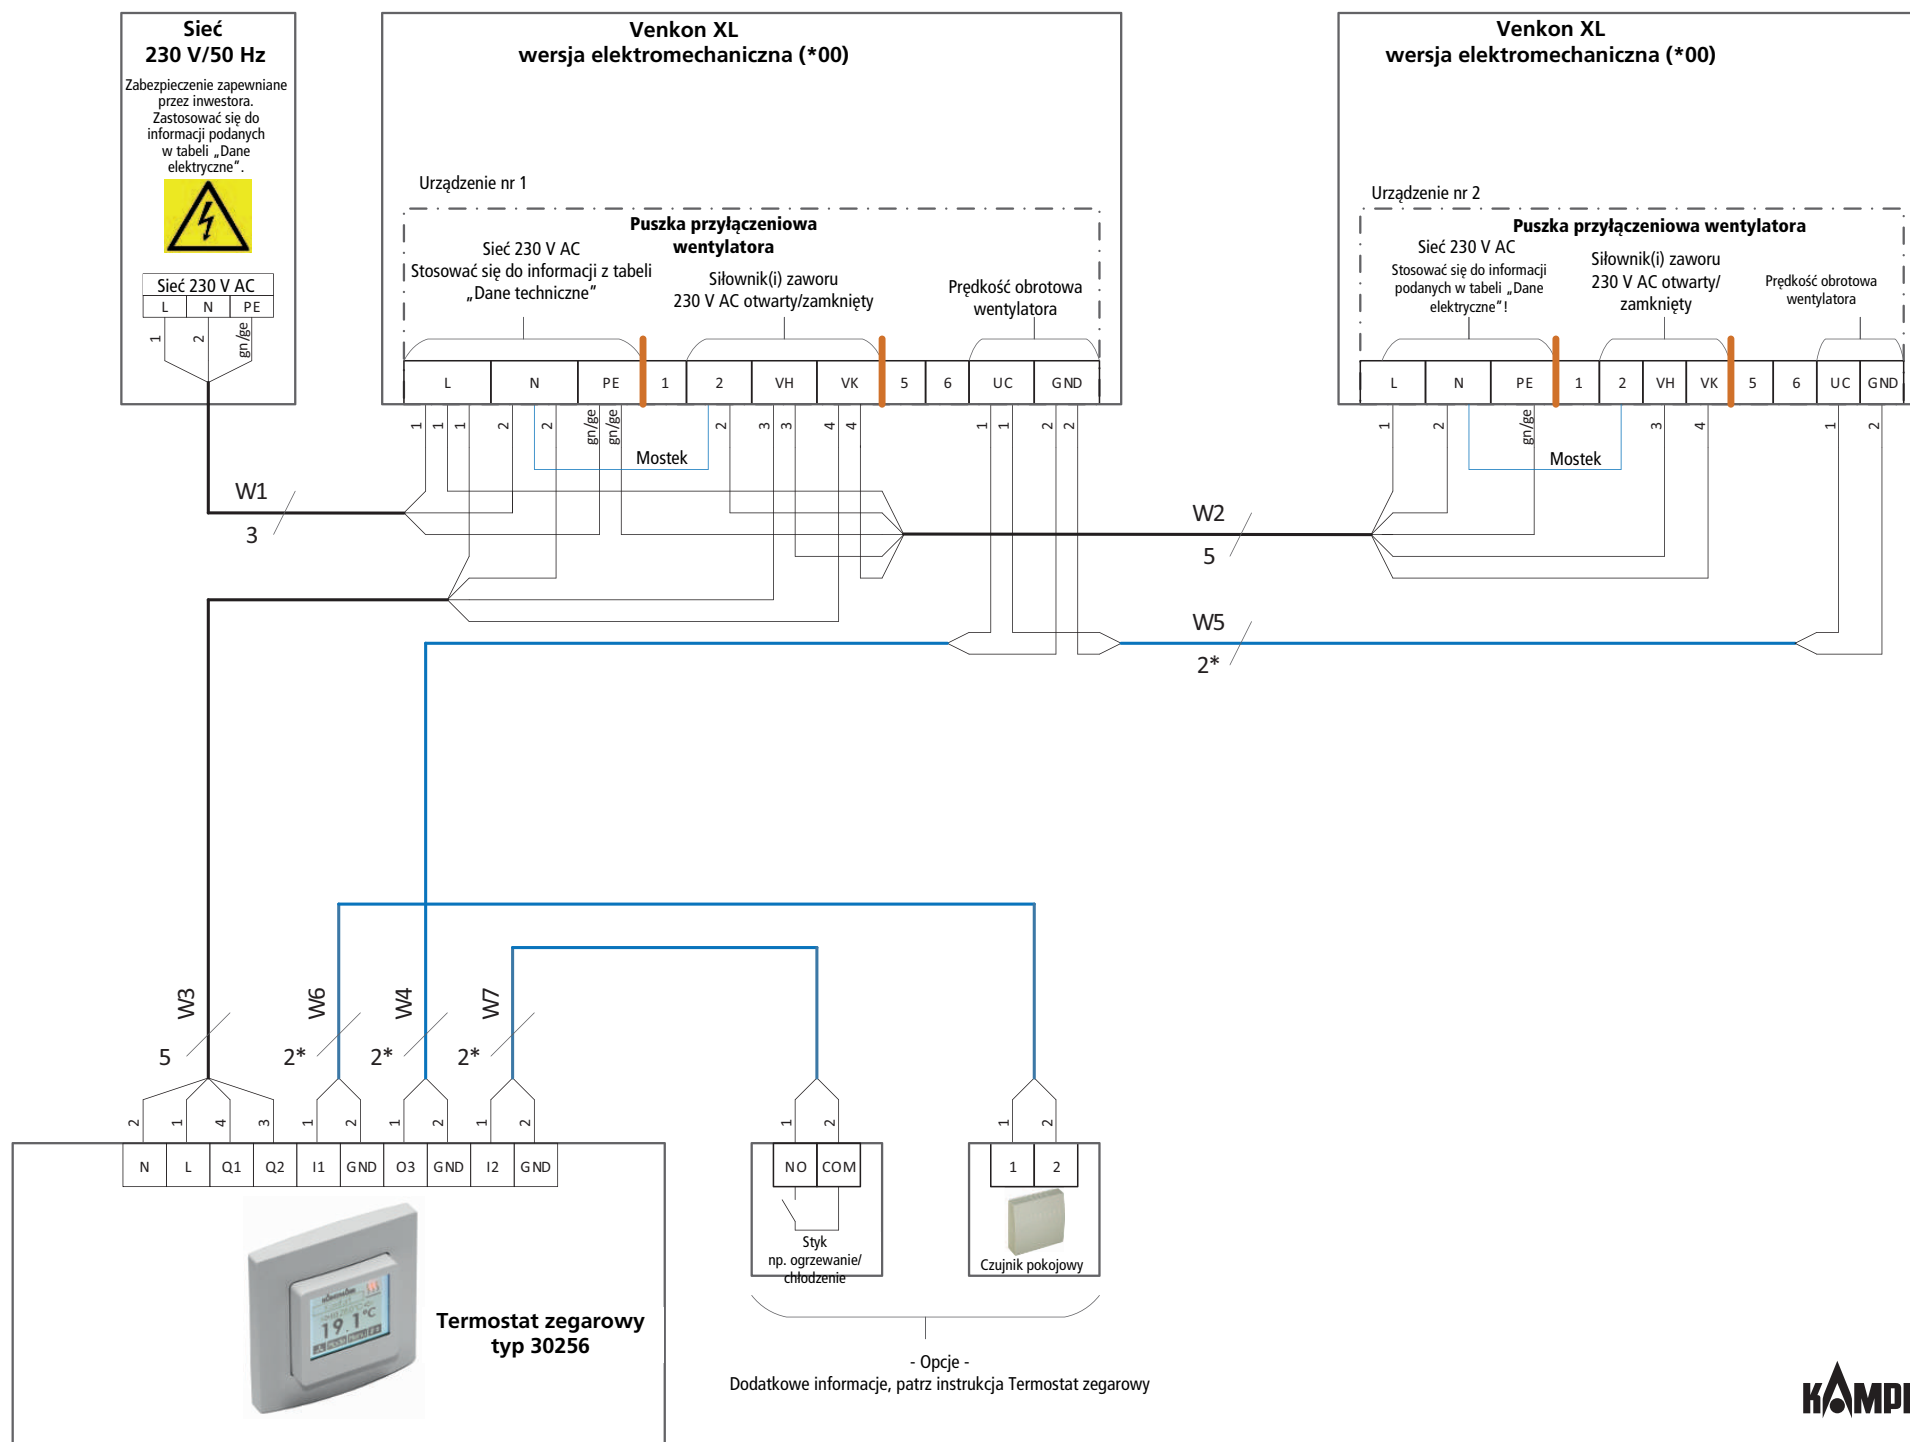 Sieć
230 V/50 Hz
Zabezpieczenie zapewniane
przez inwestora.
Zastosować się do
informacji podanych
w tabeli „Dane
elektryczne”.
Sieć 230 V AC
L N PE
1 2 gn/ge
Venkon XL
wersja elektromechaniczna (*00)
Urządzenie nr 1
Puszka przyłączeniowa
wentylatora
Sieć 230 V AC
Stosować się do informacji z tabeli
„Dane techniczne”
Siłownik(i) zaworu
230 V AC otwarty/zamknięty
Prędkość obrotowa
wentylatora
L N PE 1 2 VH VK 5 6 UC GND
1 1 1 2 2 gn/ge gn/ge 2 3 3 4 4 1 1 2 2
Mostek
Venkon XL
wersja elektromechaniczna (*00)
Urządzenie nr 2
Puszka przyłączeniowa wentylatora
Sieć 230 V AC
Stosować się do informacji
podanych w tabeli „Dane
elektryczne”!
Siłownik(i) zaworu
230 V AC otwarty/
zamknięty
Prędkość obrotowa
wentylatora
L N PE 1 2 VH VK 5 6 UC GND
1 2 gn/ge 3 4 1 2
Mostek
W1
3
W2
5
W5
2*
W3
5
W6
2*
W4
2*
W7
2*
2 1 4 3 1 2 1 2 1 2
N L Q1 Q2 I1 GND O3 GND I2 GND
19.1°C
Termostat zegarowy
typ 30256
1 2
NO COM
Styk
np. ogrzewanie/
chłodzenie
1 2
1 2
Czujnik pokojowy
- Opcje -
Dodatkowe informacje, patrz instrukcja Termostat zegarowy